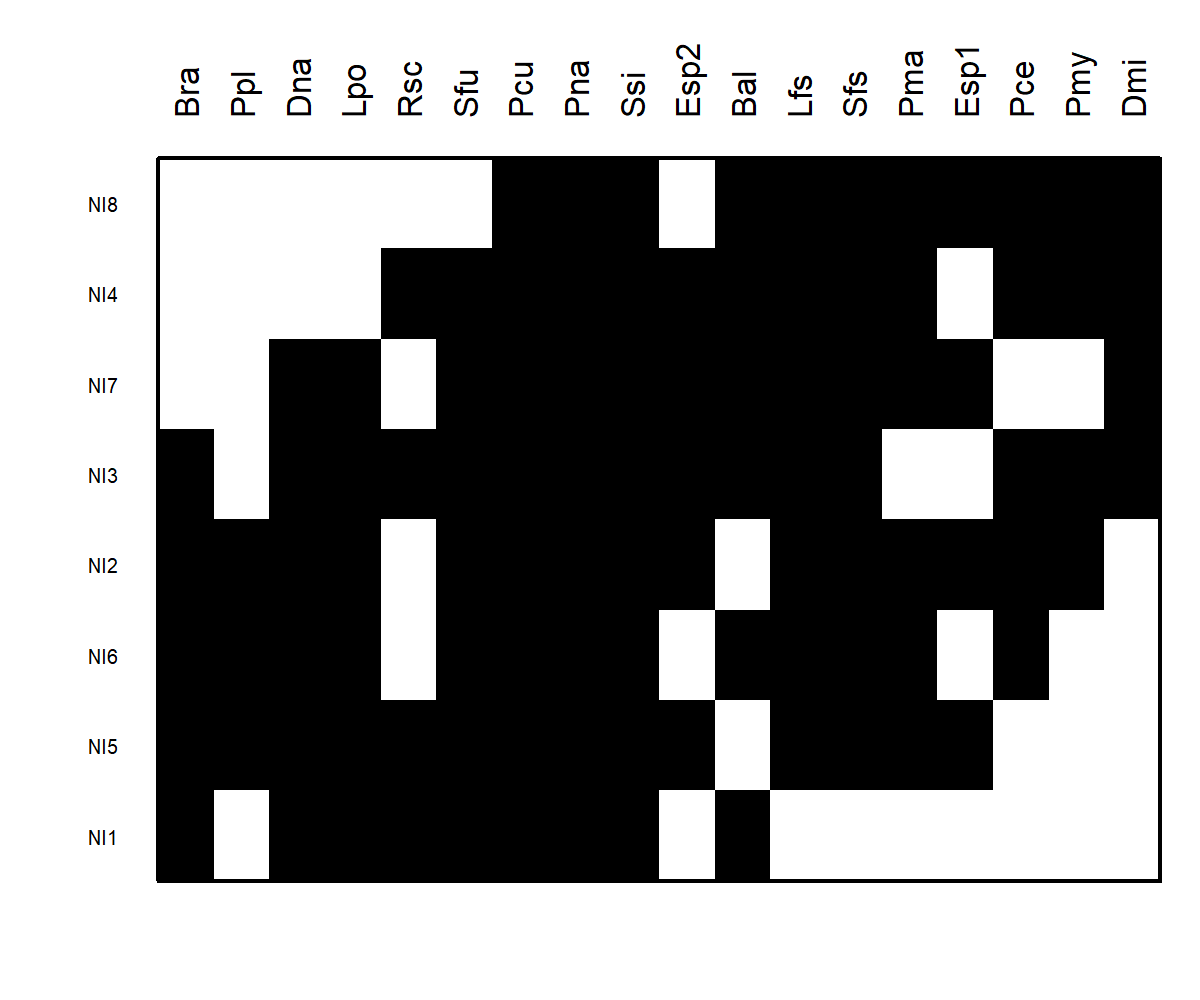 Bra Ppl Dna Lpo Rsc Sfu Pcu Pna Ssi Esp2 Bal Lfs Sfs Pma Esp1 Pce Pmy Dmi
NI8
NI4
NI7
NI3
NI2
NI6
NI5
NI1